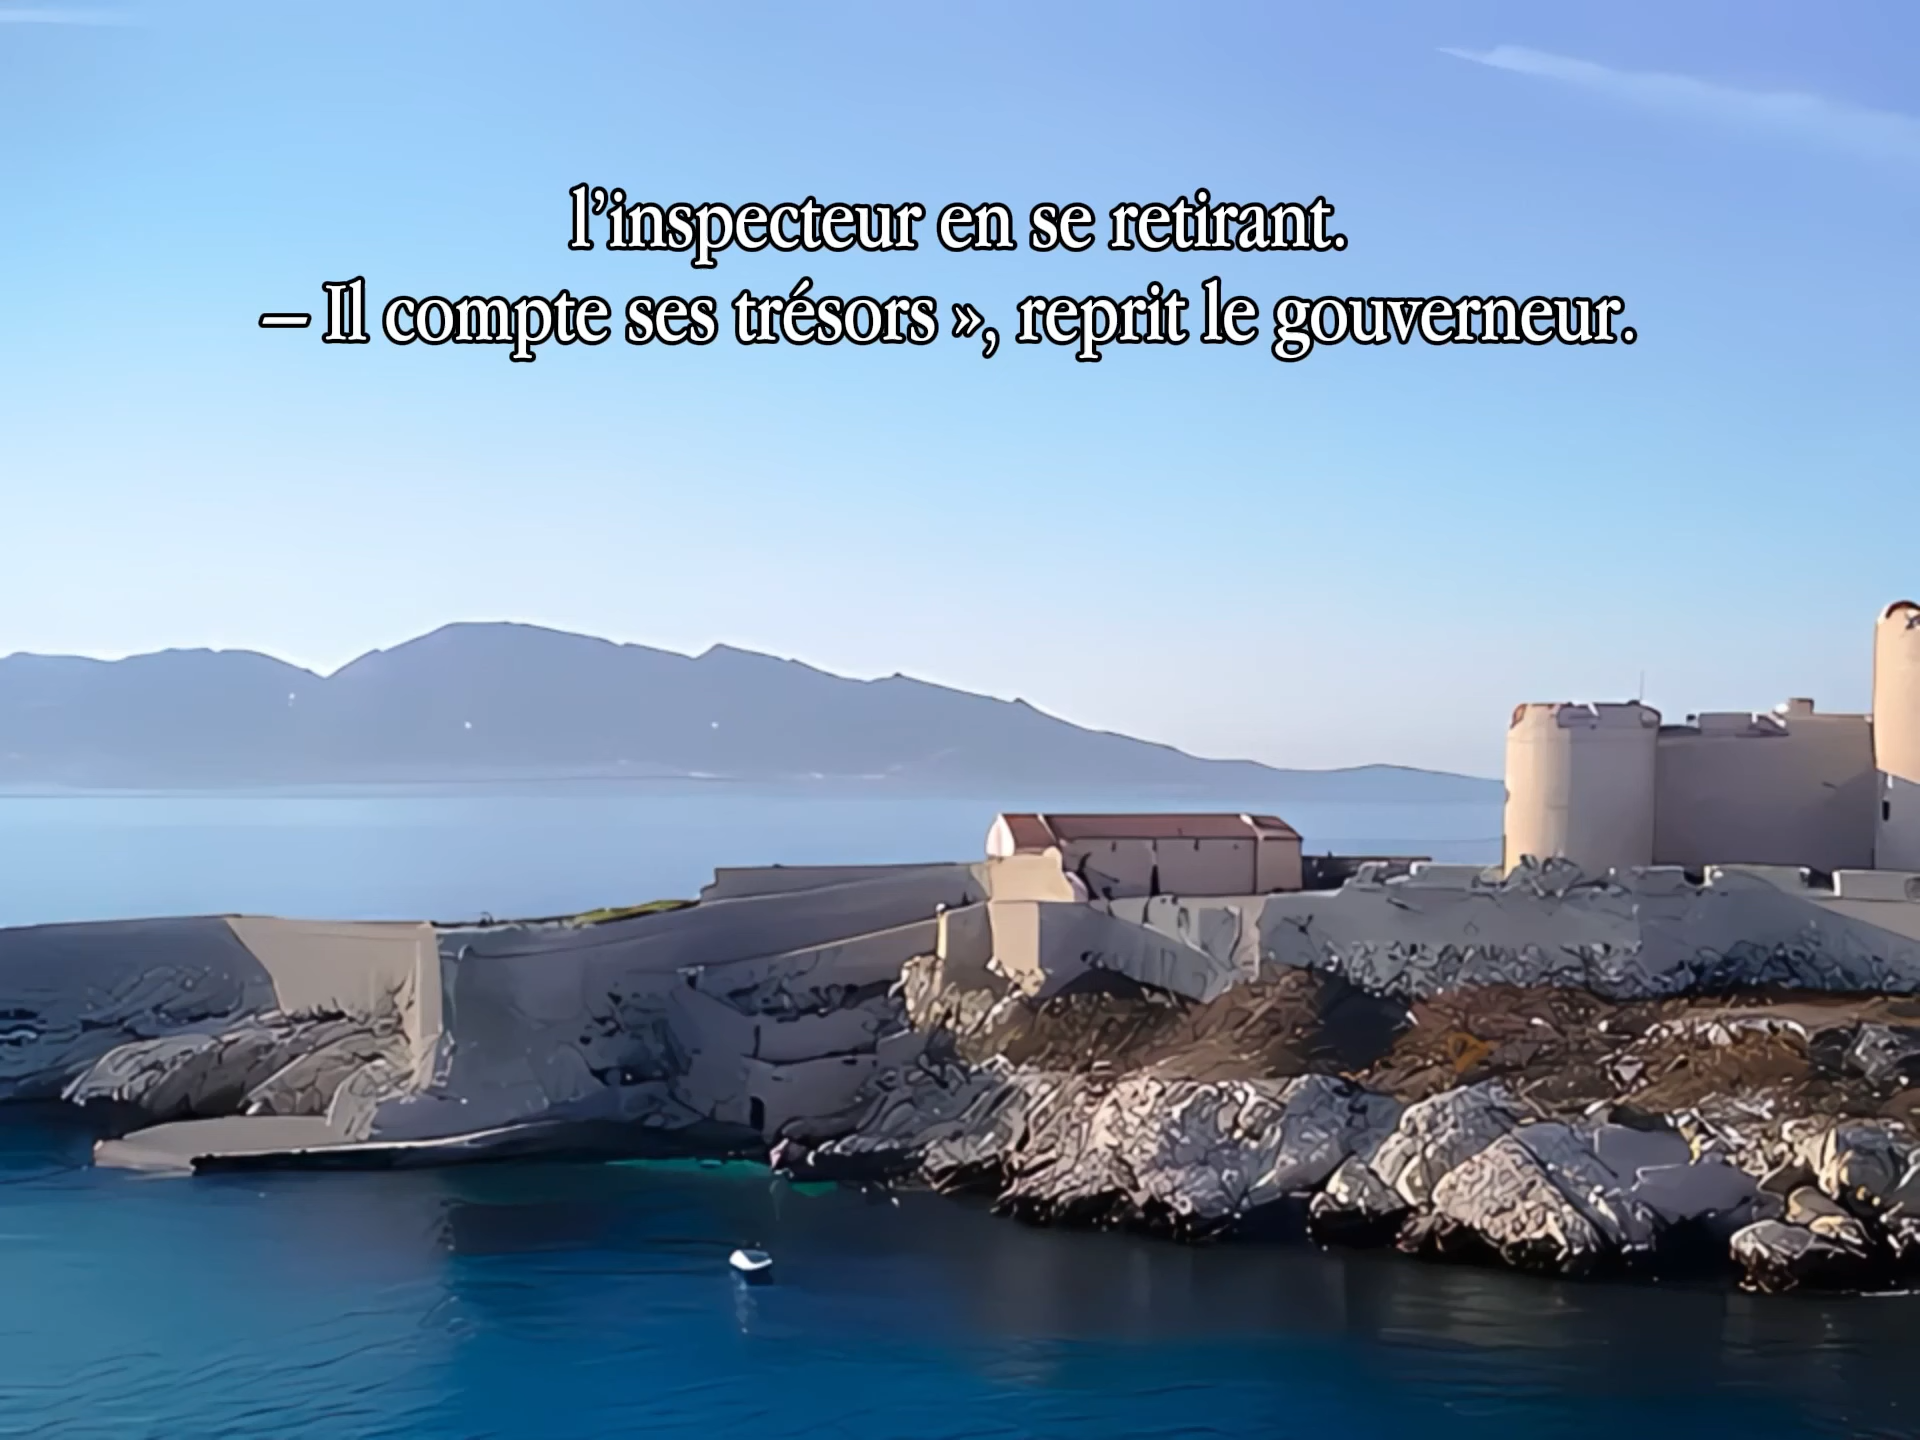 l’inspecteur en se retirant.
– Il compte ses trésors », reprit le gouverneur.